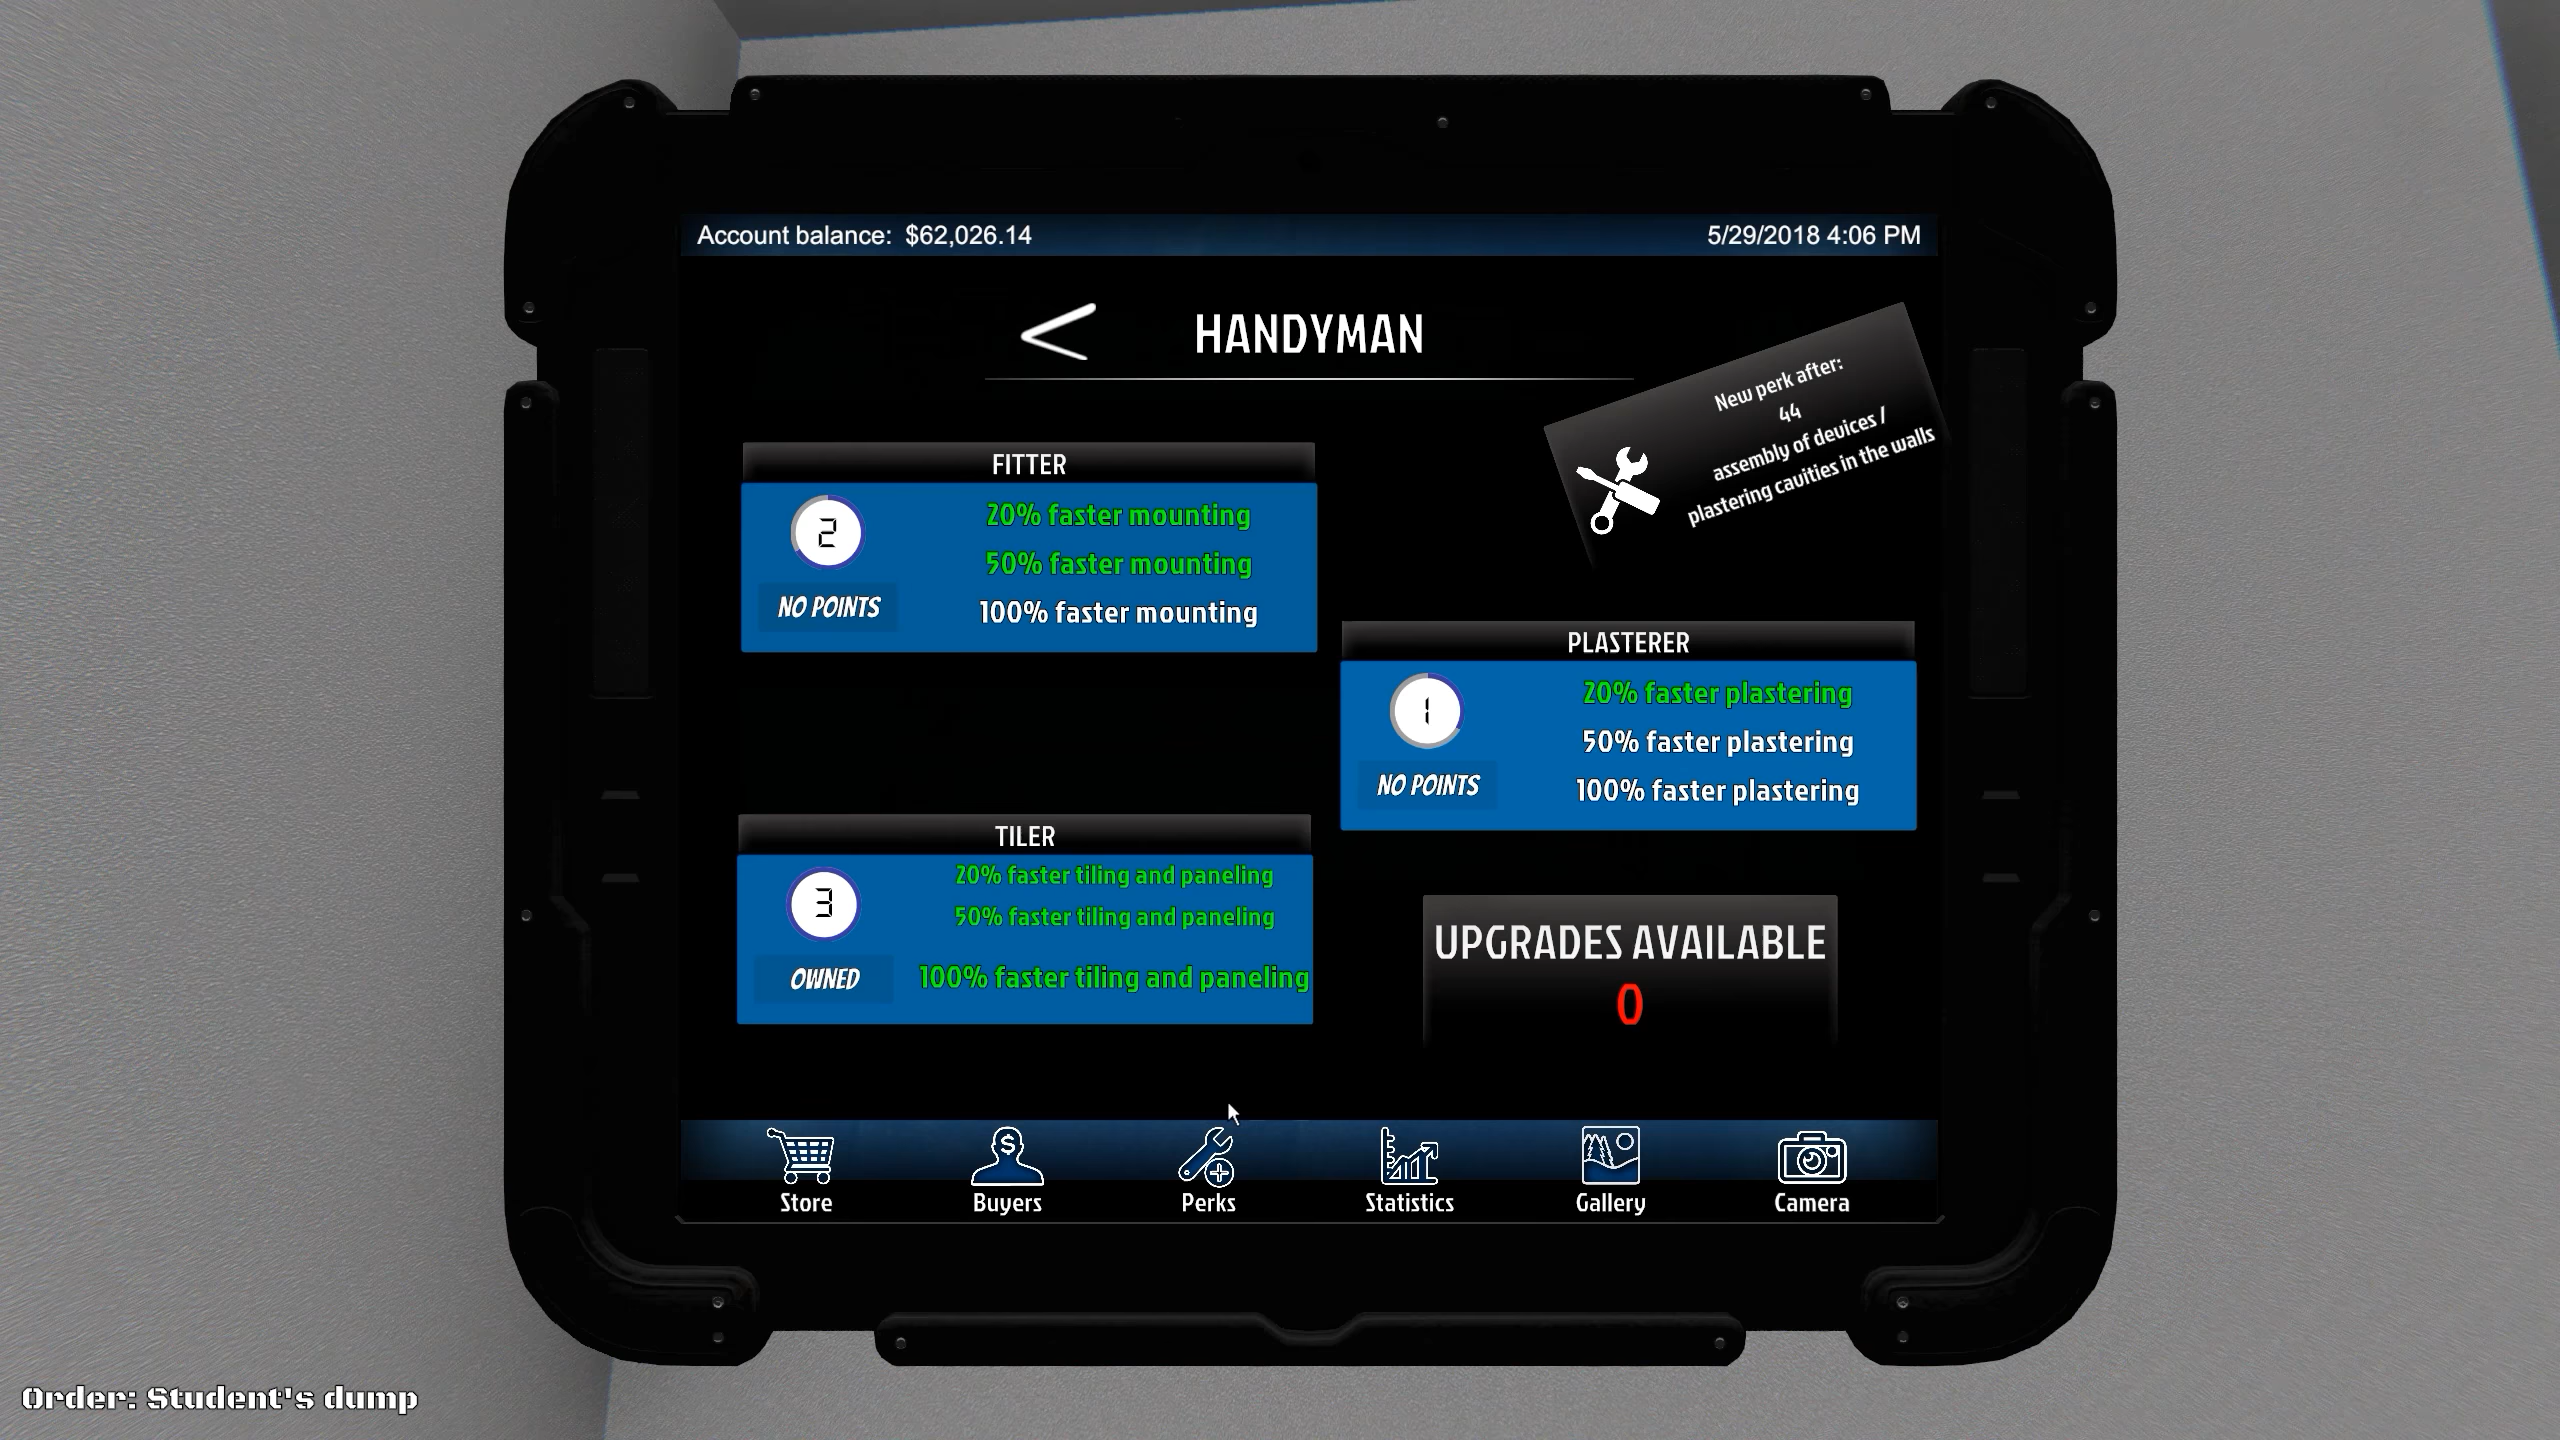 Account balance: $62,026.14
5/29/2018 4:06 PM
HANDYMAN
New perk after:
44
assembly of devices /
plastering cavities in the walls
FITTER
2
NO POINTS
20% faster mounting
50% faster mounting
100% faster mounting
PLASTERER
1
NO POINTS
20% faster plastering
50% faster plastering
100% faster plastering
TILER
3
OWNED
20% faster tiling and paneling
50% faster tiling and paneling
100% faster tiling and paneling
UPGRADES AVAILABLE
0
Store
Buyers
Perks
Statistics
Gallery
Camera
Order: Student's dump